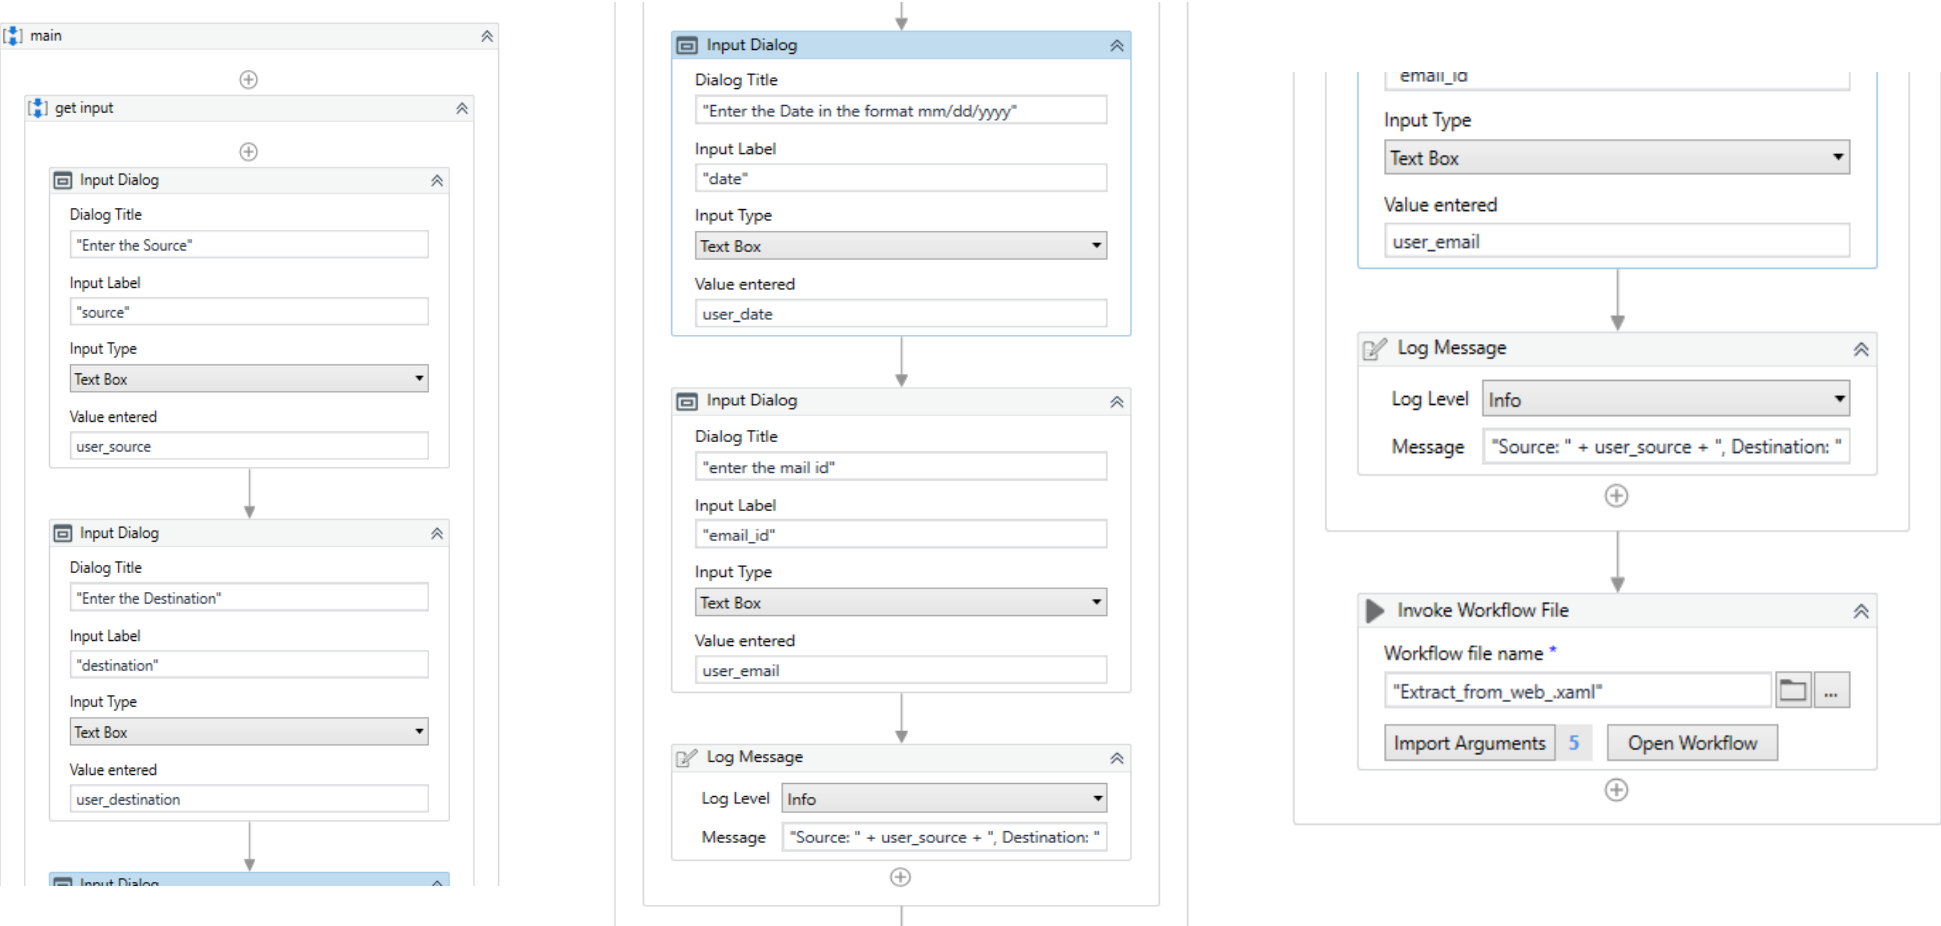 main
get input
Input Dialog
Dialog Title
"Enter the Source"
Input Label
"source"
Input Type
Text Box
Value entered
user_source
Input Dialog
Dialog Title
"Enter the Destination"
Input Label
"destination"
Input Type
Text Box
Value entered
user_destination
Input Dialog
Input Dialog
Dialog Title
"Enter the Date in the format mm/dd/yyyy"
Input Label
"date"
Input Type
Text Box
Value entered
user_date
Input Dialog
Dialog Title
"enter the mail id"
Input Label
"email_id"
Input Type
Text Box
Value entered
user_email
Log Message
Log Level Info
Message "Source: " + user_source + ", Destination: "
email_id
Input Type
Text Box
Value entered
user_email
Log Message
Log Level Info
Message "Source: " + user_source + ", Destination: "
Invoke Workflow File
Workflow file name *
"Extract_from_web_.xaml" ...
Import Arguments 5 Open Workflow